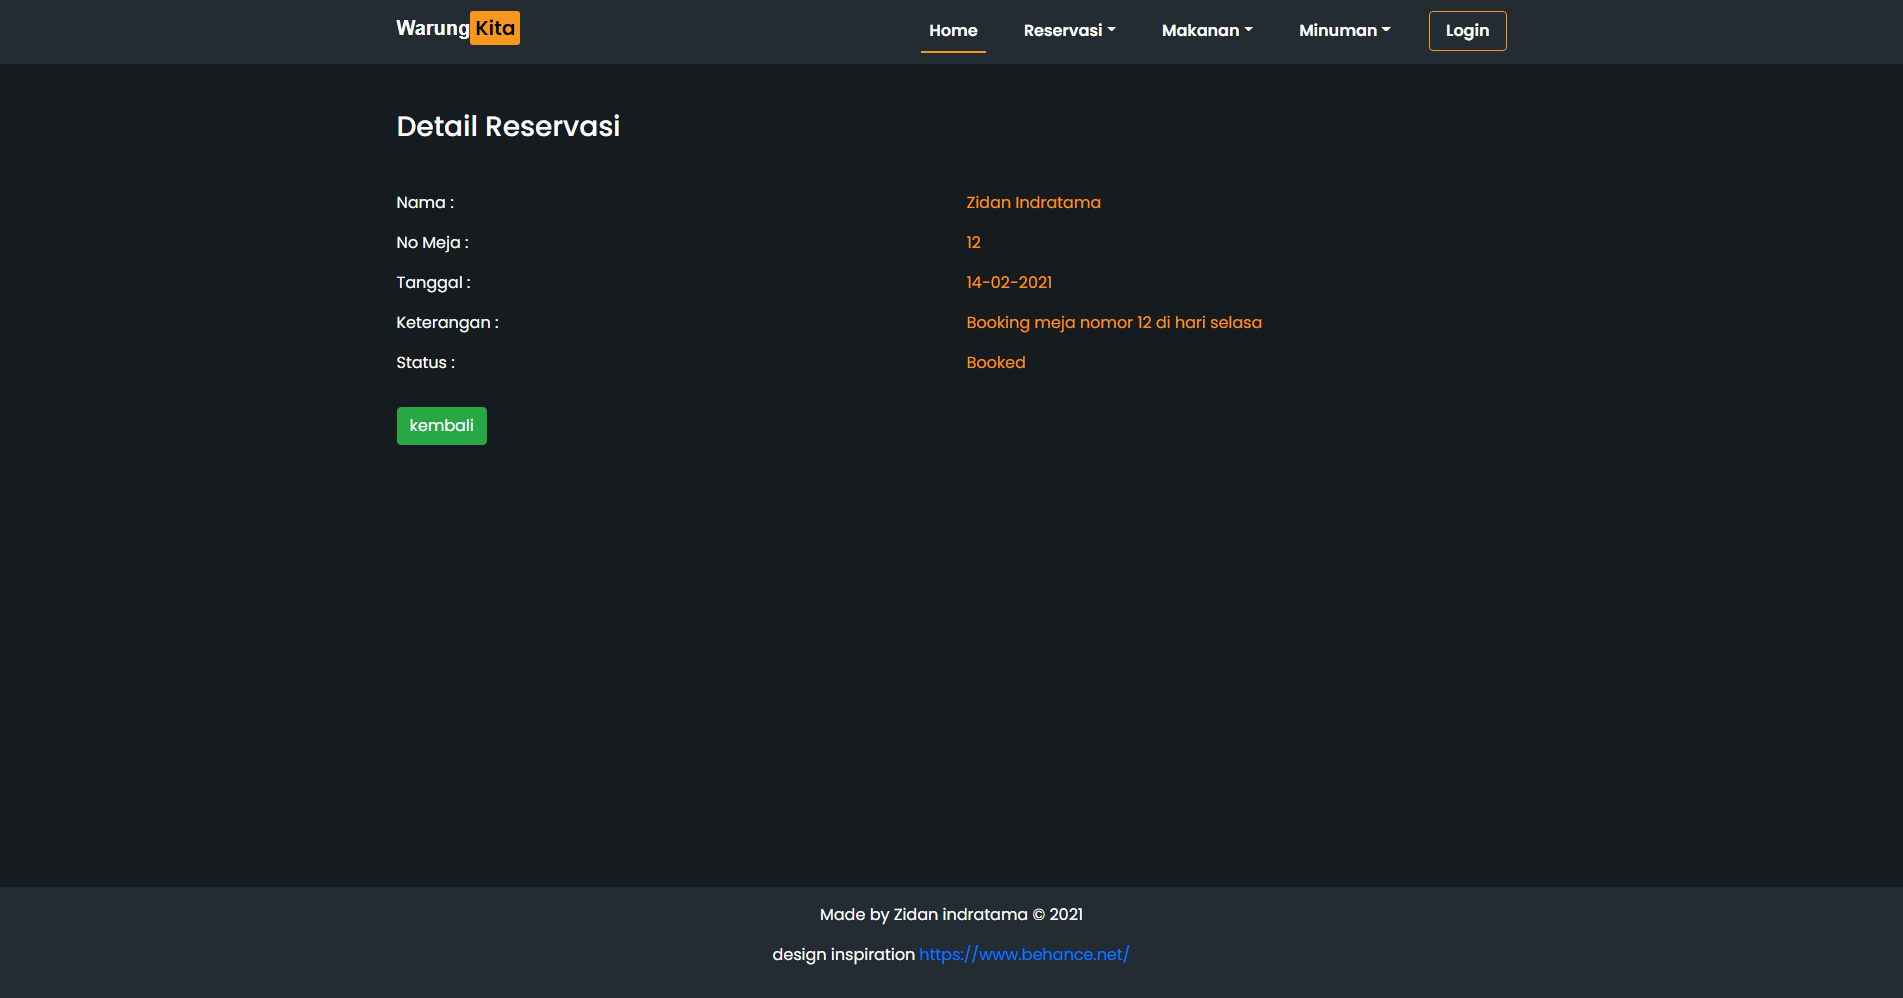 WarungKita Home Reservasi Makanan Minuman Login
Detail Reservasi
Nama : Zidan Indratama
No Meja : 12
Tanggal : 14-02-2021
Keterangan : Booking meja nomor 12 di hari selasa
Status : Booked
kembali
Made by Zidan indratama © 2021
design inspiration https://www.behance.net/